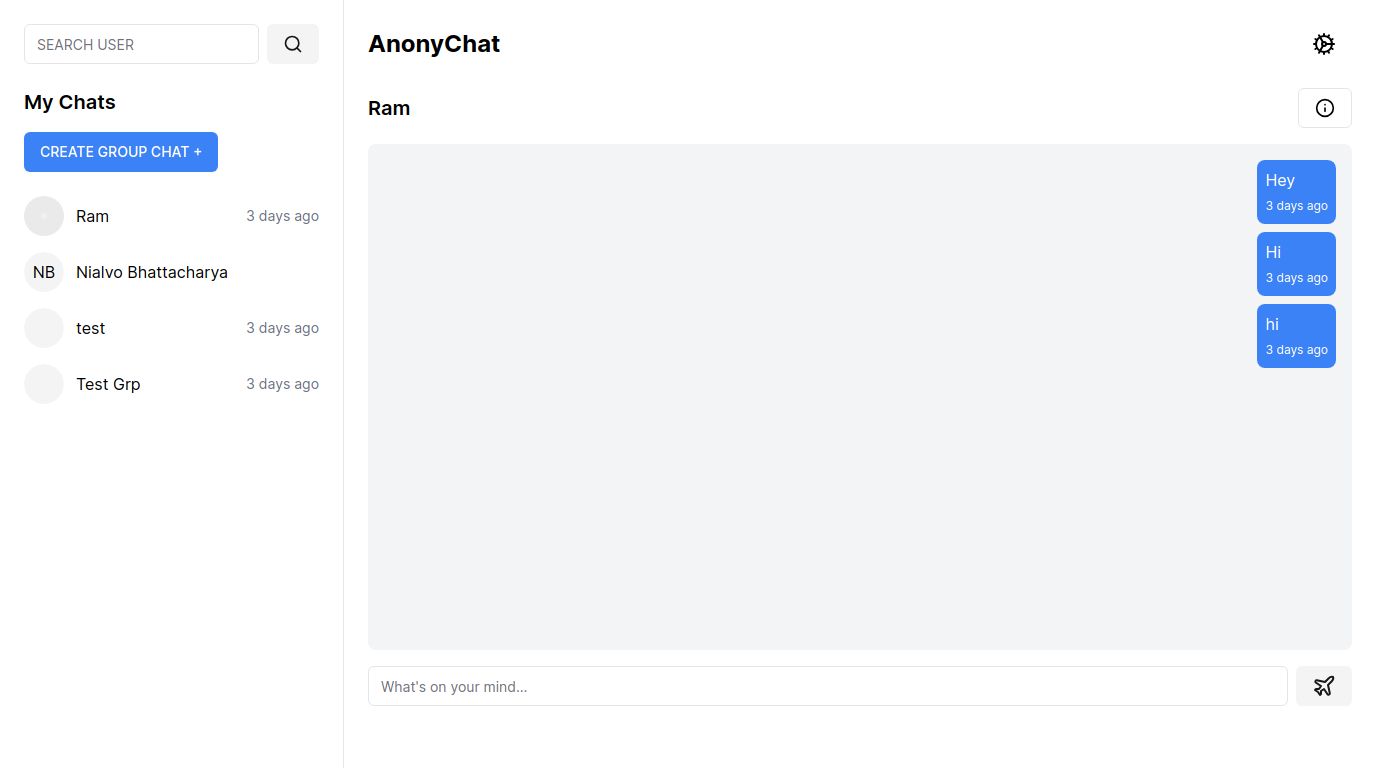 SEARCH USER
My Chats
CREATE GROUP CHAT +
Ram 3 days ago
NB Nialvo Bhattacharya
test 3 days ago
Test Grp 3 days ago
AnonyChat
Ram
Hey
3 days ago
Hi
3 days ago
hi
3 days ago
What's on your mind...